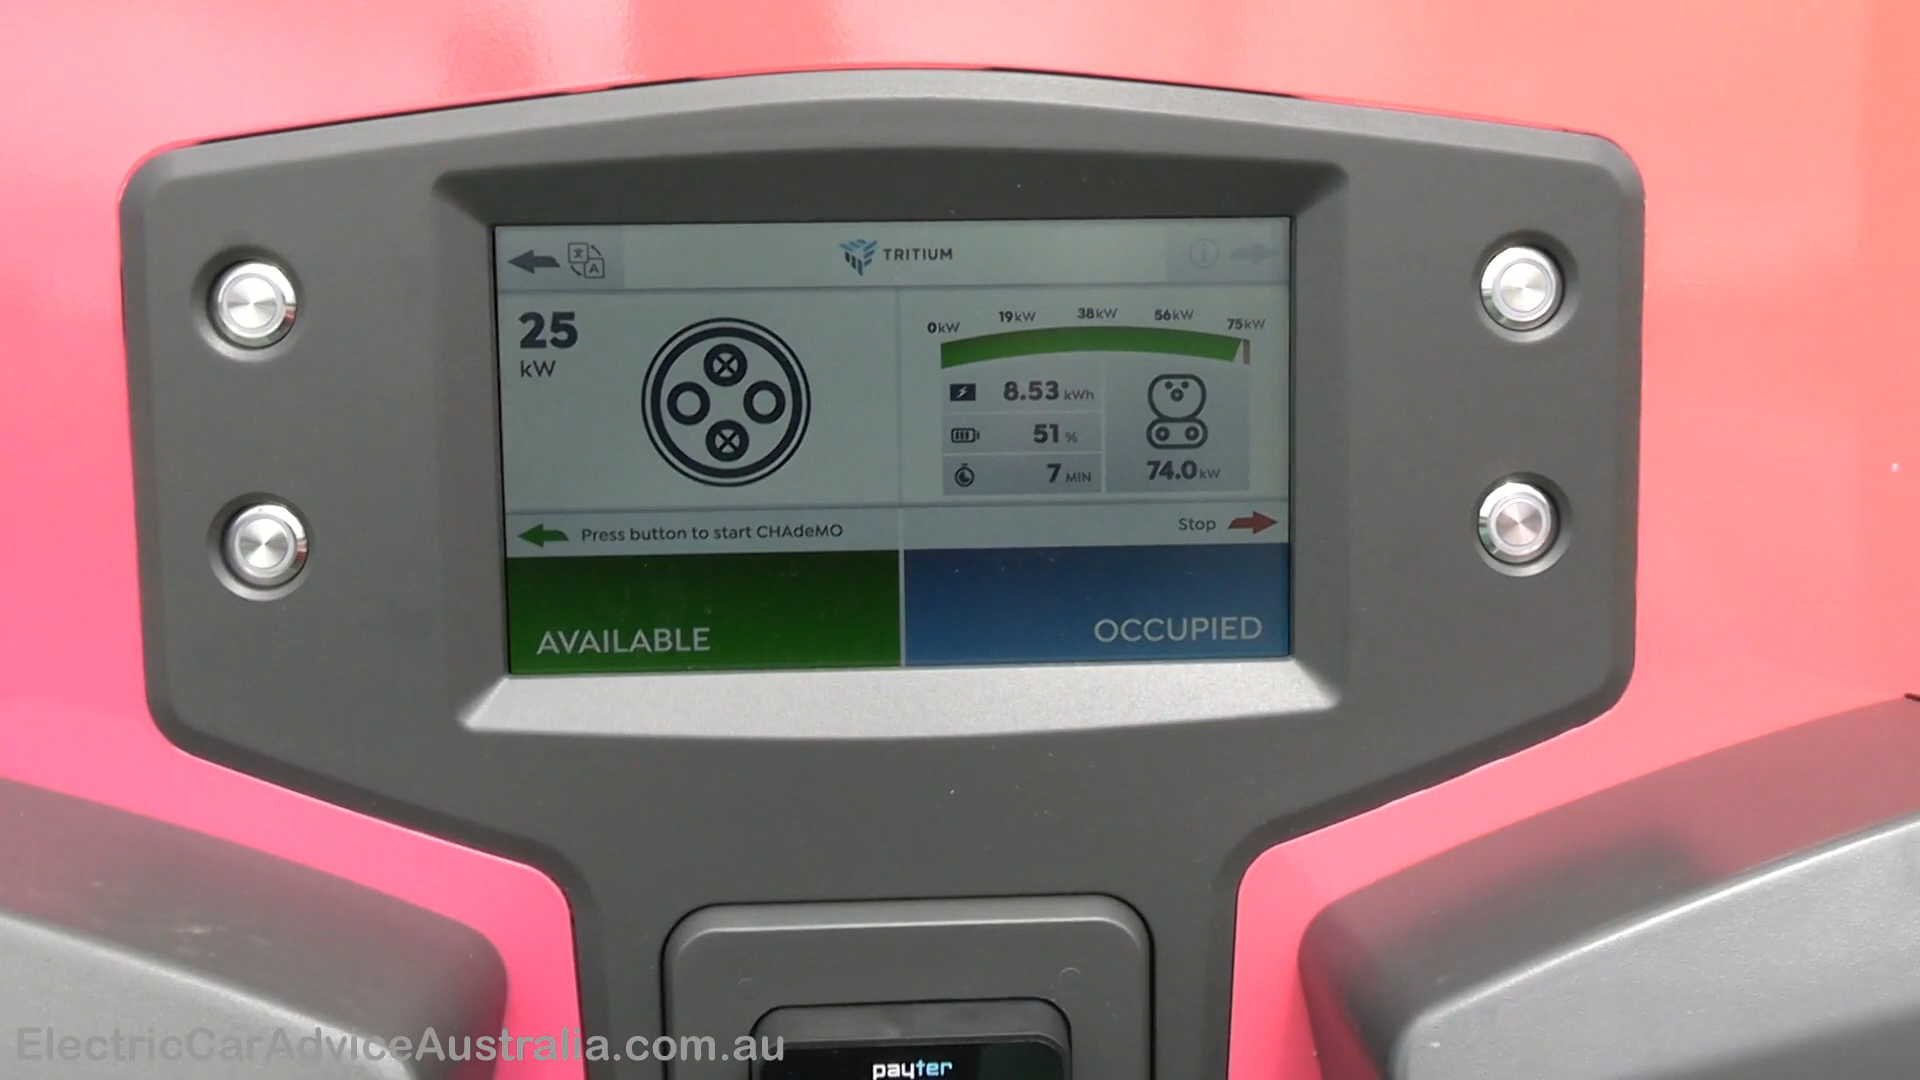 TRITIUM
25
kW
0kW 19kW 38kW 56kW 75kW
8.53 kWh
51 %
7 MIN
74.0 kW
Press button to start CHAdeMO
Stop
AVAILABLE
OCCUPIED
ElectricCarAdviceAustralia.com.au
payter